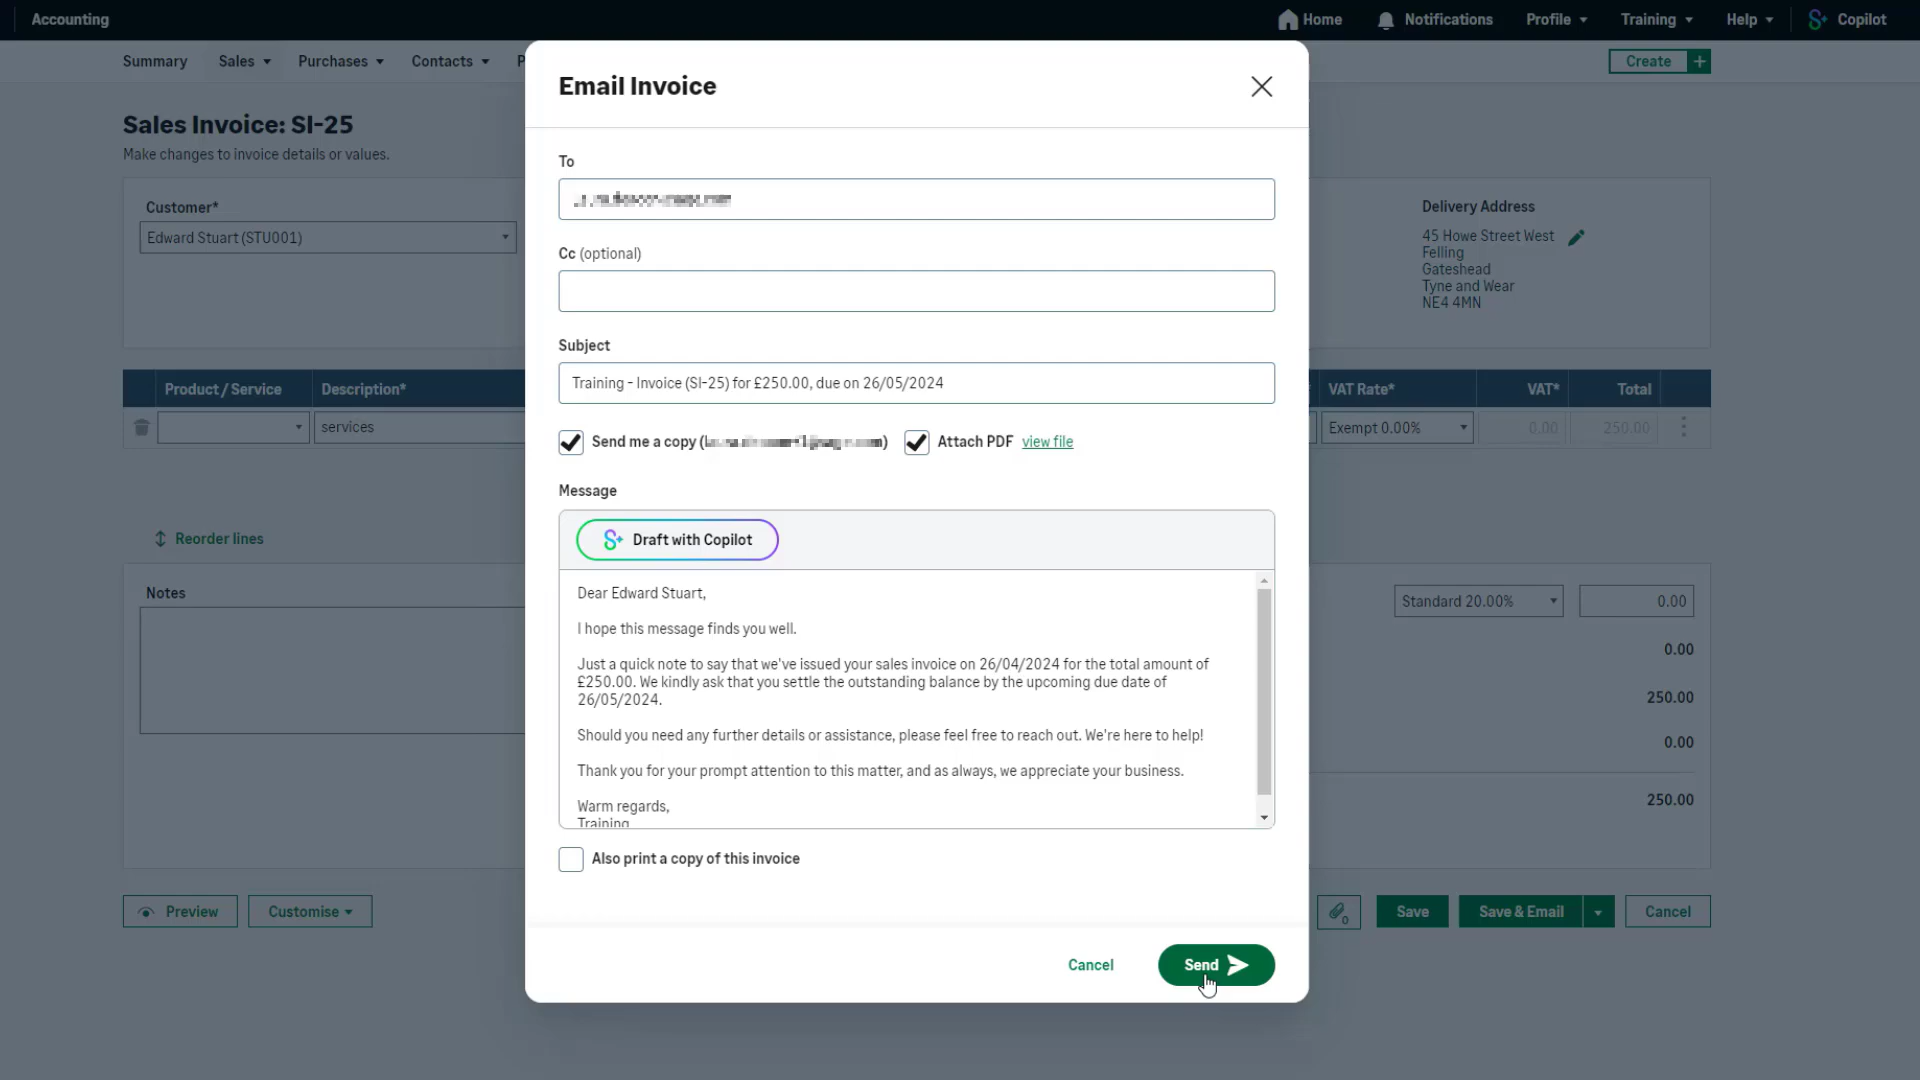 Accounting
Home
Notifications
Profile
Training
Help
Copilot
Summary
Sales
Purchases
Contacts
Create
Sales Invoice: SI-25
Make changes to invoice details or values.
Customer*
Edward Stuart (STU001)
Delivery Address
45 Howe Street West
Felling
Gateshead
Tyne and Wear
NE4 4MN
Product / Service
Description*
VAT Rate*
VAT*
Total
services
Exempt 0.00%
0.00
250.00
Reorder lines
Notes
Standard 20.00%
0.00
0.00
250.00
0.00
250.00
Preview
Customise
0
Save
Save & Email
Cancel
Email Invoice
To
Cc (optional)
Subject
Training - Invoice (SI-25) for £250.00, due on 26/05/2024
Send me a copy (
Attach PDF view file
Message
Draft with Copilot
Dear Edward Stuart,
I hope this message finds you well.
Just a quick note to say that we've issued your sales invoice on 26/04/2024 for the total amount of
£250.00. We kindly ask that you settle the outstanding balance by the upcoming due date of
26/05/2024.
Should you need any further details or assistance, please feel free to reach out. We're here to help!
Thank you for your prompt attention to this matter, and as always, we appreciate your business.
Warm regards,
Training
Also print a copy of this invoice
Cancel
Send